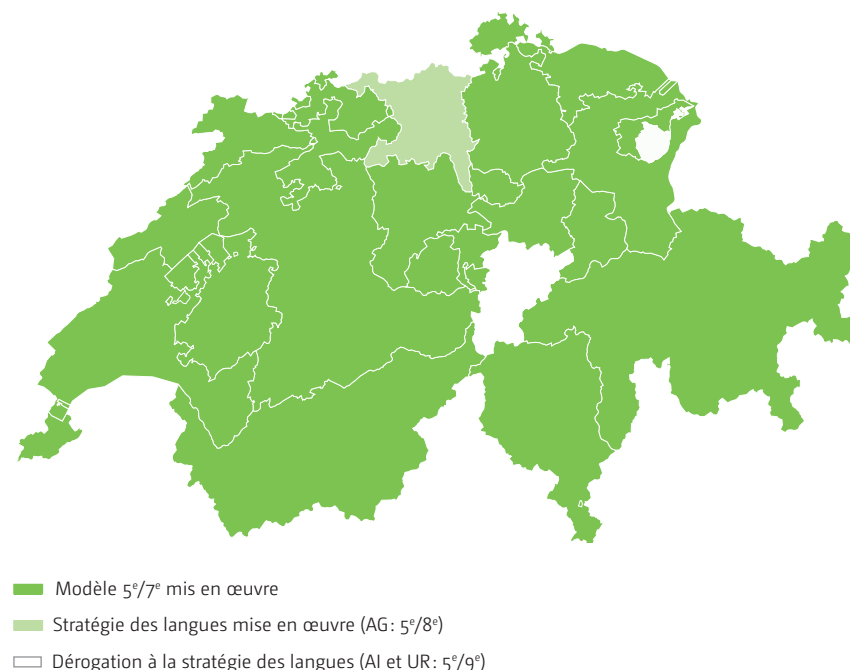 Modèle 5ᵉ/7ᵉ mis en œuvre
Stratégie des langues mise en œuvre (AG: 5ᵉ/8ᵉ)
Dérogation à la stratégie des langues (AI et UR: 5ᵉ/9ᵉ)